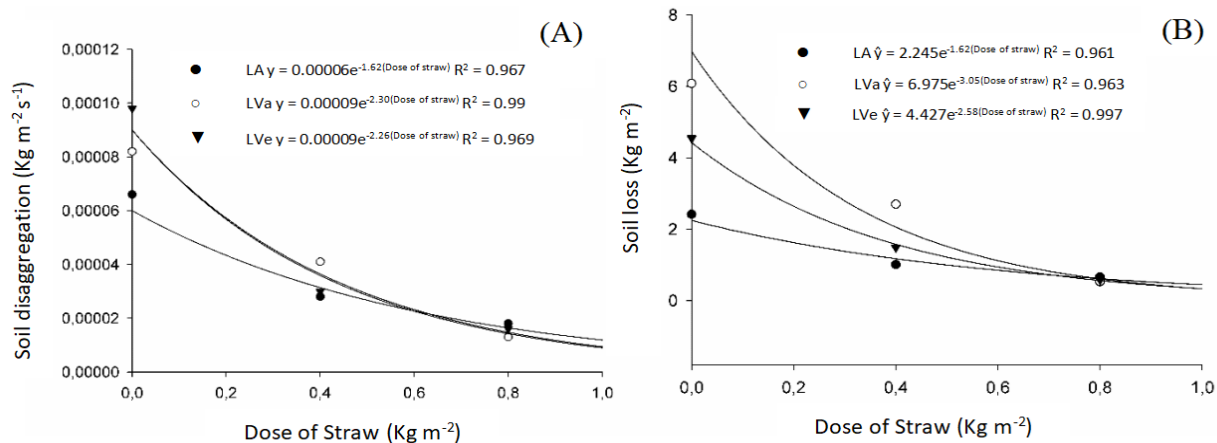 (A)
LA y = 0.00006e-1.62(Dose of straw) R2 = 0.967
LVa y = 0.00009e-2.30(Dose of straw) R2 = 0.99
LVe y = 0.00009e-2.26(Dose of straw) R2 = 0.969
Soil disaggregation (Kg m-2 s-1)
0,00012
0,00010
0,00008
0,00006
0,00004
0,00002
0,00000
0,0 0,2 0,4 0,6 0,8 1,0
Dose of Straw (Kg m-2)
(B)
LA ŷ = 2.245e-1.62(Dose of straw) R2 = 0.961
LVa ŷ = 6.975e-3.05(Dose of straw) R2 = 0.963
LVe ŷ = 4.427e-2.58(Dose of straw) R2 = 0.997
Soil loss (Kg m-2)
8
6
4
2
0
0,0 0,2 0,4 0,6 0,8 1,0
Dose of Straw (Kg m-2)